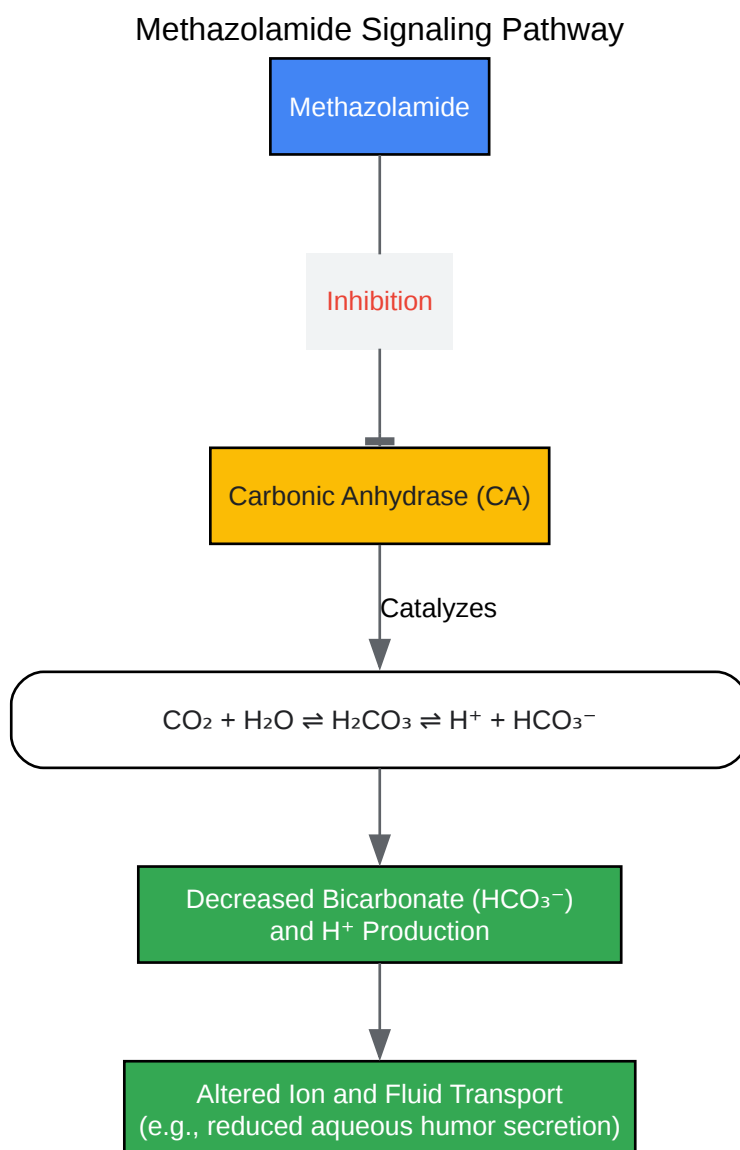 Methazolamide Signaling Pathway
Methazolamide
Inhibition
Carbonic Anhydrase (CA)
Catalyzes
CO₂ + H₂O ⇌ H₂CO₃ ⇌ H⁺ + HCO₃⁻
Decreased Bicarbonate (HCO₃⁻)
and H⁺ Production
Altered Ion and Fluid Transport
(e.g., reduced aqueous humor secretion)